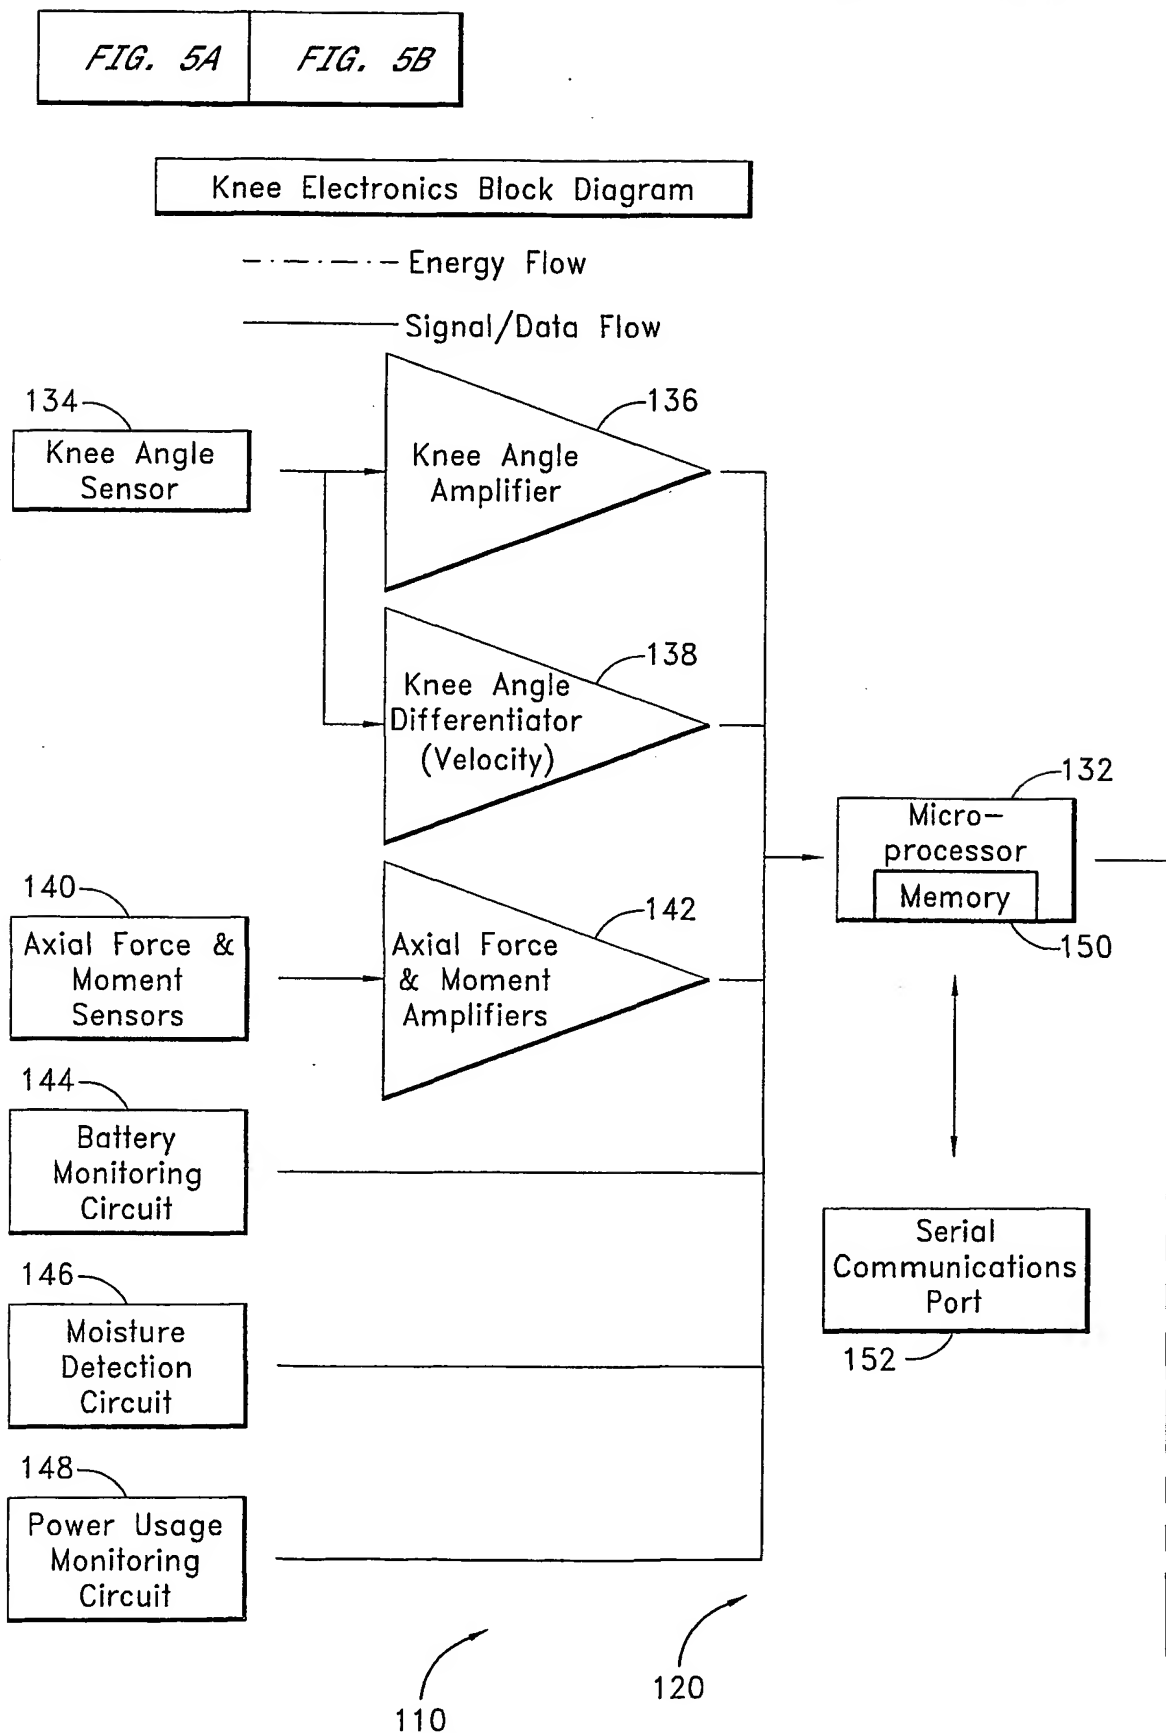 FIG. 5A
FIG. 5B
Knee Electronics Block Diagram
Energy Flow
Signal/Data Flow
134
Knee Angle
Sensor
136
Knee Angle
Amplifier
138
Knee Angle
Differentiator
(Velocity)
132
Micro-
processor
Memory
150
140
Axial Force &
Moment
Sensors
142
Axial Force
& Moment
Amplifiers
144
Battery
Monitoring
Circuit
Serial
Communications
Port
152
146
Moisture
Detection
Circuit
148
Power Usage
Monitoring
Circuit
110
120